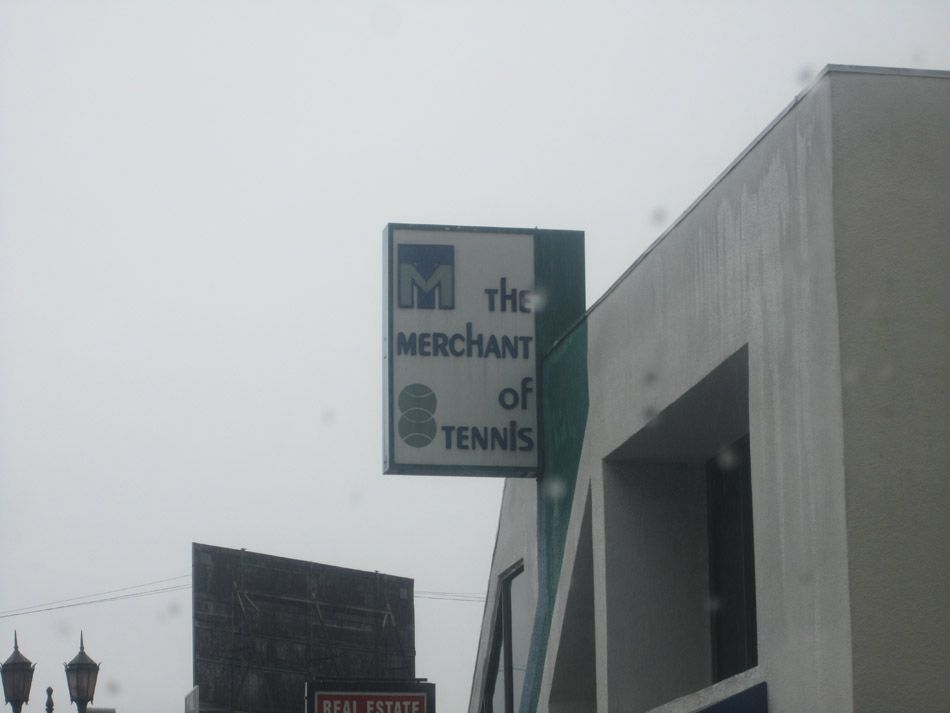 M
The
Merchant
of
Tennis
REAL ESTATE